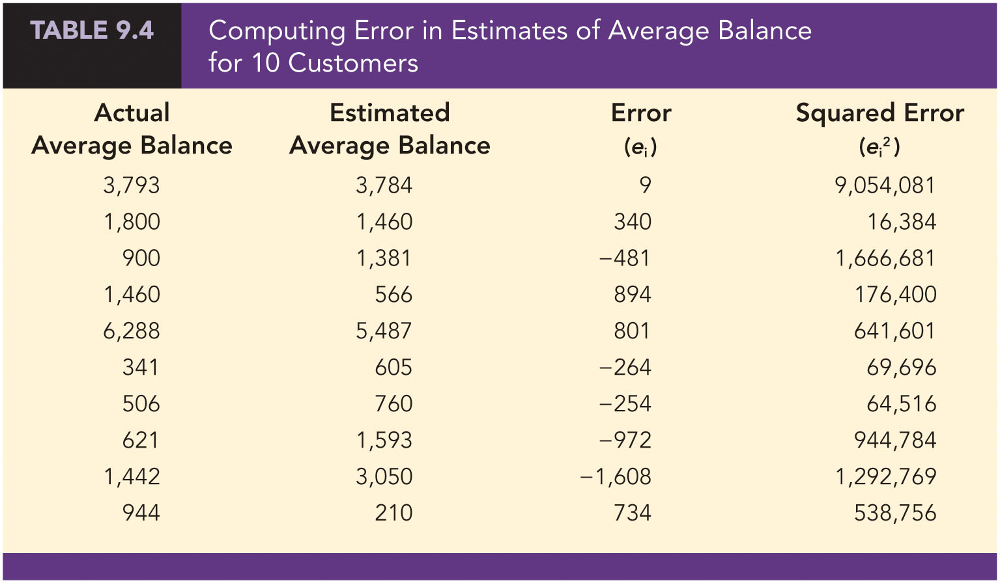 TABLE 9.4
Computing Error in Estimates of Average Balance
for 10 Customers
Actual Estimated Error Squared Error
Average Balance Average Balance (ei) (ei²)
3,793 3,784 9 9,054,081
1,800 1,460 340 16,384
900 1,381 −481 1,666,681
1,460 566 894 176,400
6,288 5,487 801 641,601
341 605 −264 69,696
506 760 −254 64,516
621 1,593 −972 944,784
1,442 3,050 −1,608 1,292,769
944 210 734 538,756